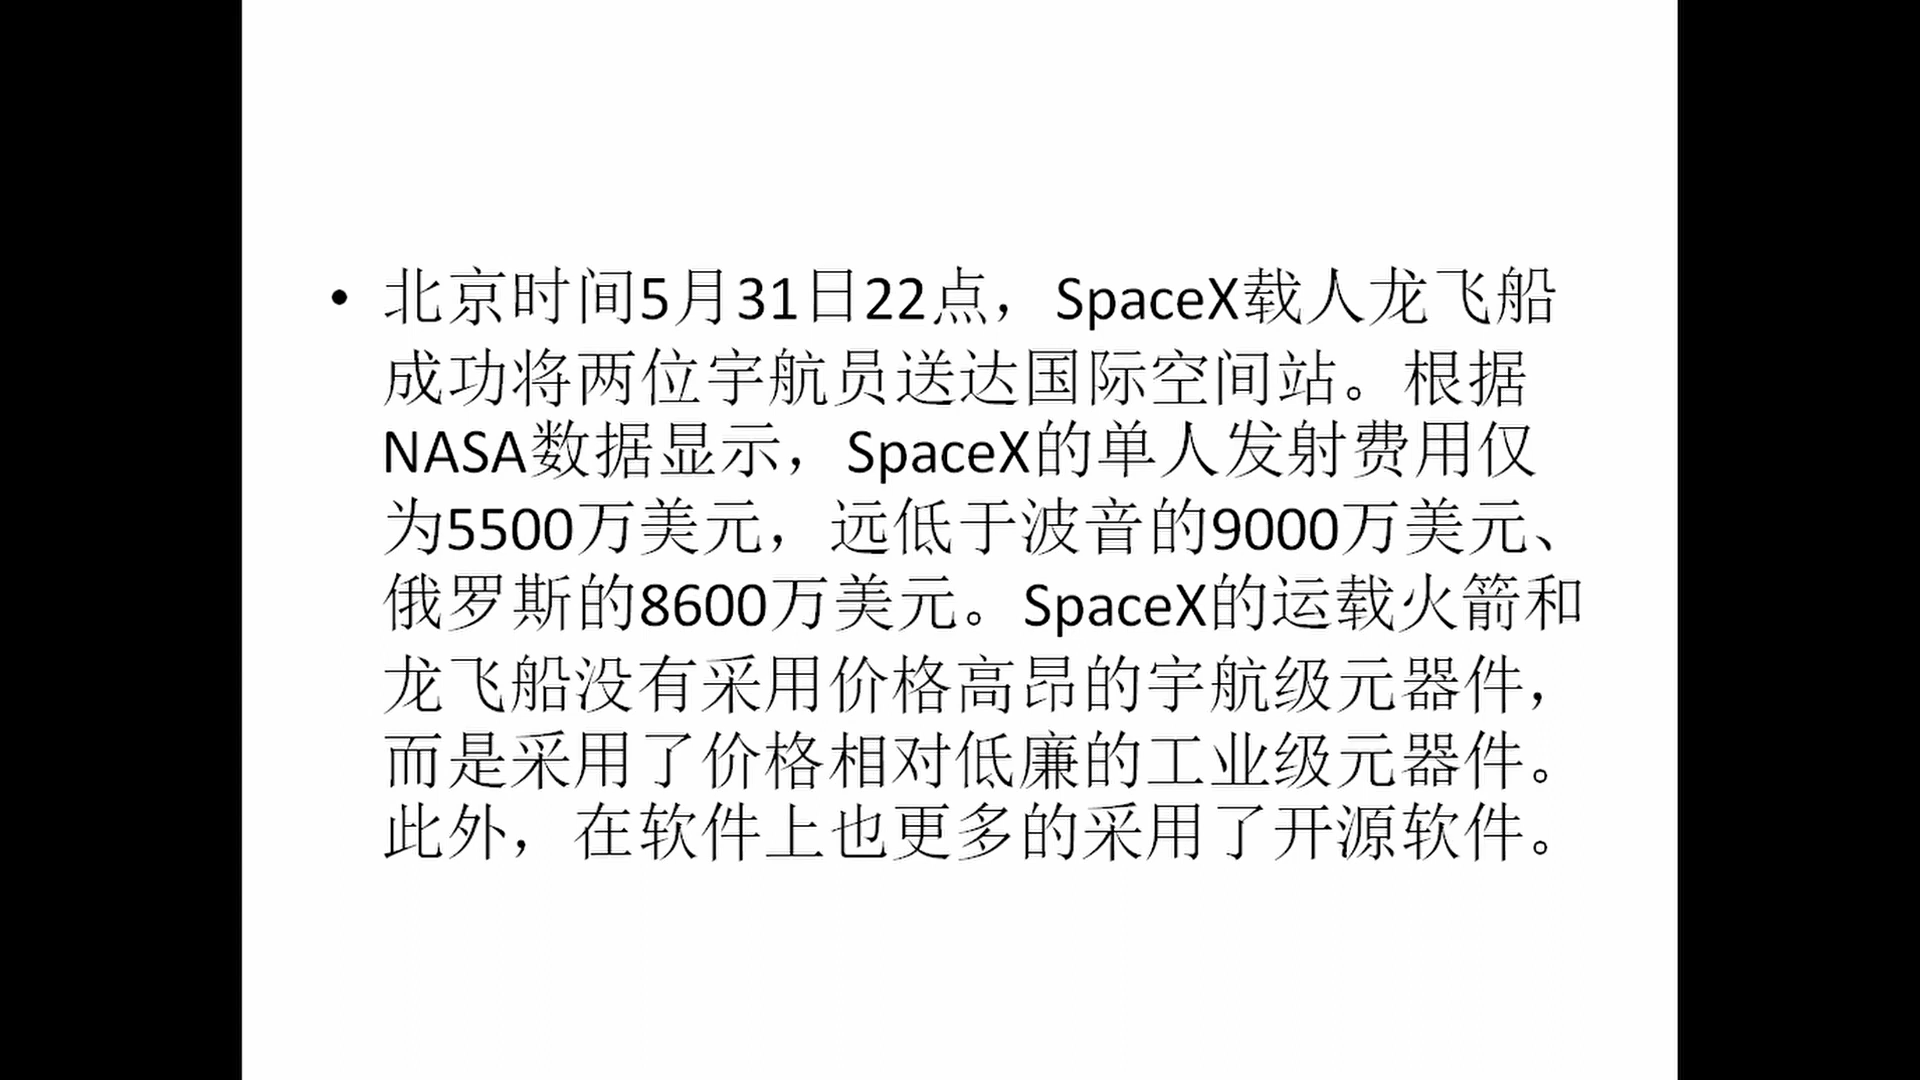 • 北京时间5月31日22点，SpaceX载人龙飞船
成功将两位宇航员送达国际空间站。根据
NASA数据显示，SpaceX的单人发射费用仅
为5500万美元，远低于波音的9000万美元、
俄罗斯的8600万美元。SpaceX的运载火箭和
龙飞船没有采用价格高昂的宇航级元器件，
而是采用了价格相对低廉的工业级元器件。
此外，在软件上也更多的采用了开源软件。